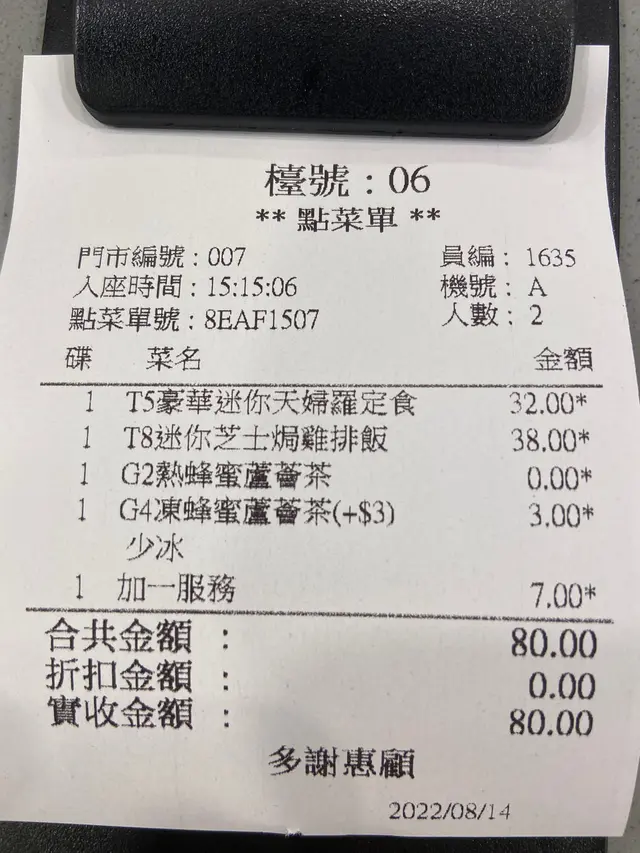 檯號：06
** 點菜單 **
門市編號：007 員編：1635
入座時間：15:15:06 機號：A
點菜單號：8EAF1507 人數：2
碟 菜名 金額
1 T5豪華迷你天婦羅定食 32.00*
1 T8迷你芝士焗雞排飯 38.00*
1 G2熱蜂蜜蘆薈茶 0.00*
1 G4凍蜂蜜蘆薈茶(+$3) 3.00*
少冰
1 加一服務 7.00*
合共金額 ： 80.00
折扣金額 ： 0.00
實收金額 ： 80.00
多謝惠顧
2022/08/14